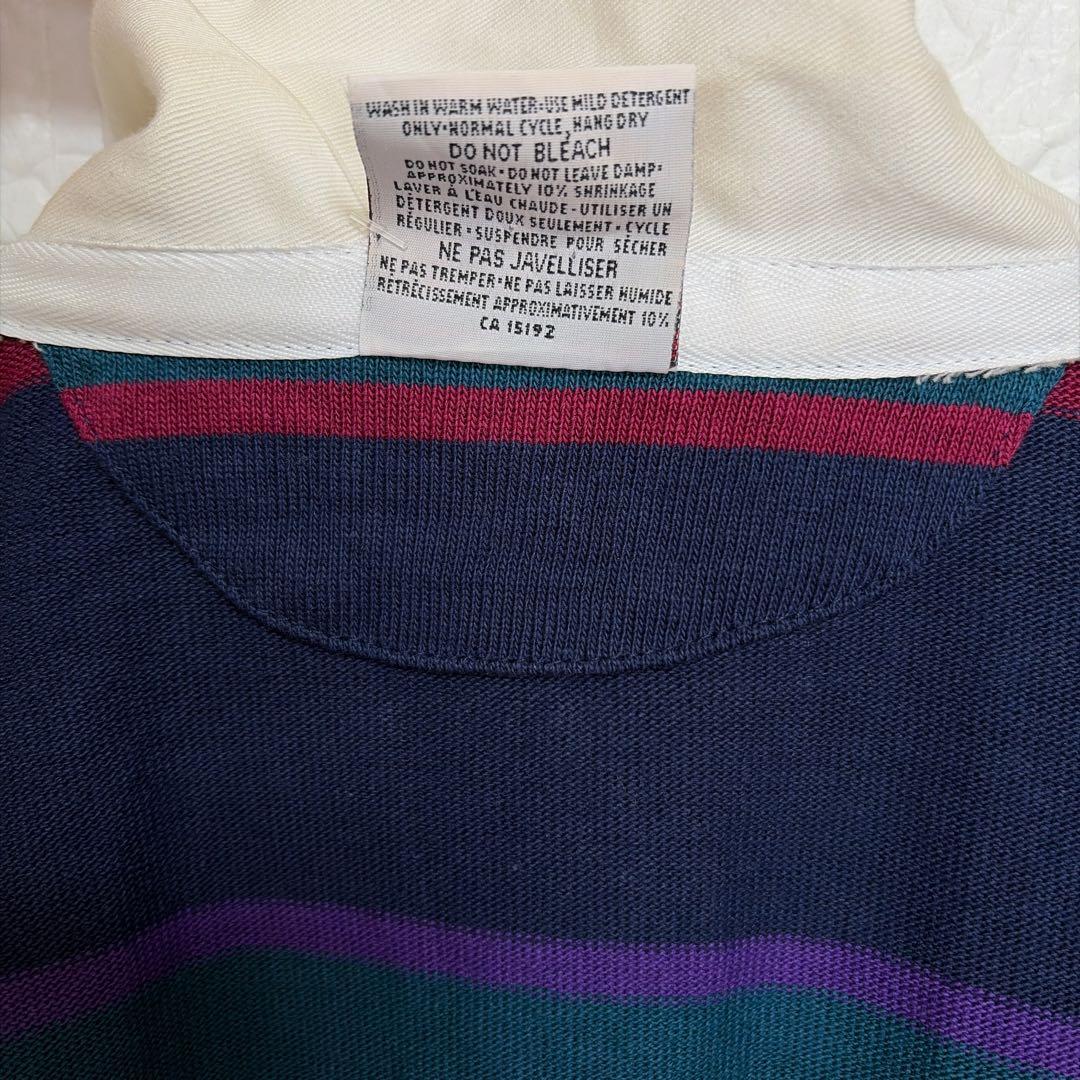 WASH IN WARM WATER·USE MILD DETERGENT
ONLY·NORMAL CYCLE, HANG DRY
DO NOT BLEACH
DO NOT SOAK·DO NOT LEAVE DAMP·
APPROXIMATELY 10% SHRINKAGE
LAVER À L'EAU CHAUDE-UTILISER UN
DÉTERGENT DOUX SEULEMENT·CYCLE
RÉGULIER·SUSPENDRE POUR SÉCHER
NE PAS JAVELLISER
NE PAS TREMPER·NE PAS LAISSER HUMIDE
RÉTRÉCISSEMENT APPROXIMATIVEMENT 10%
CA 15192